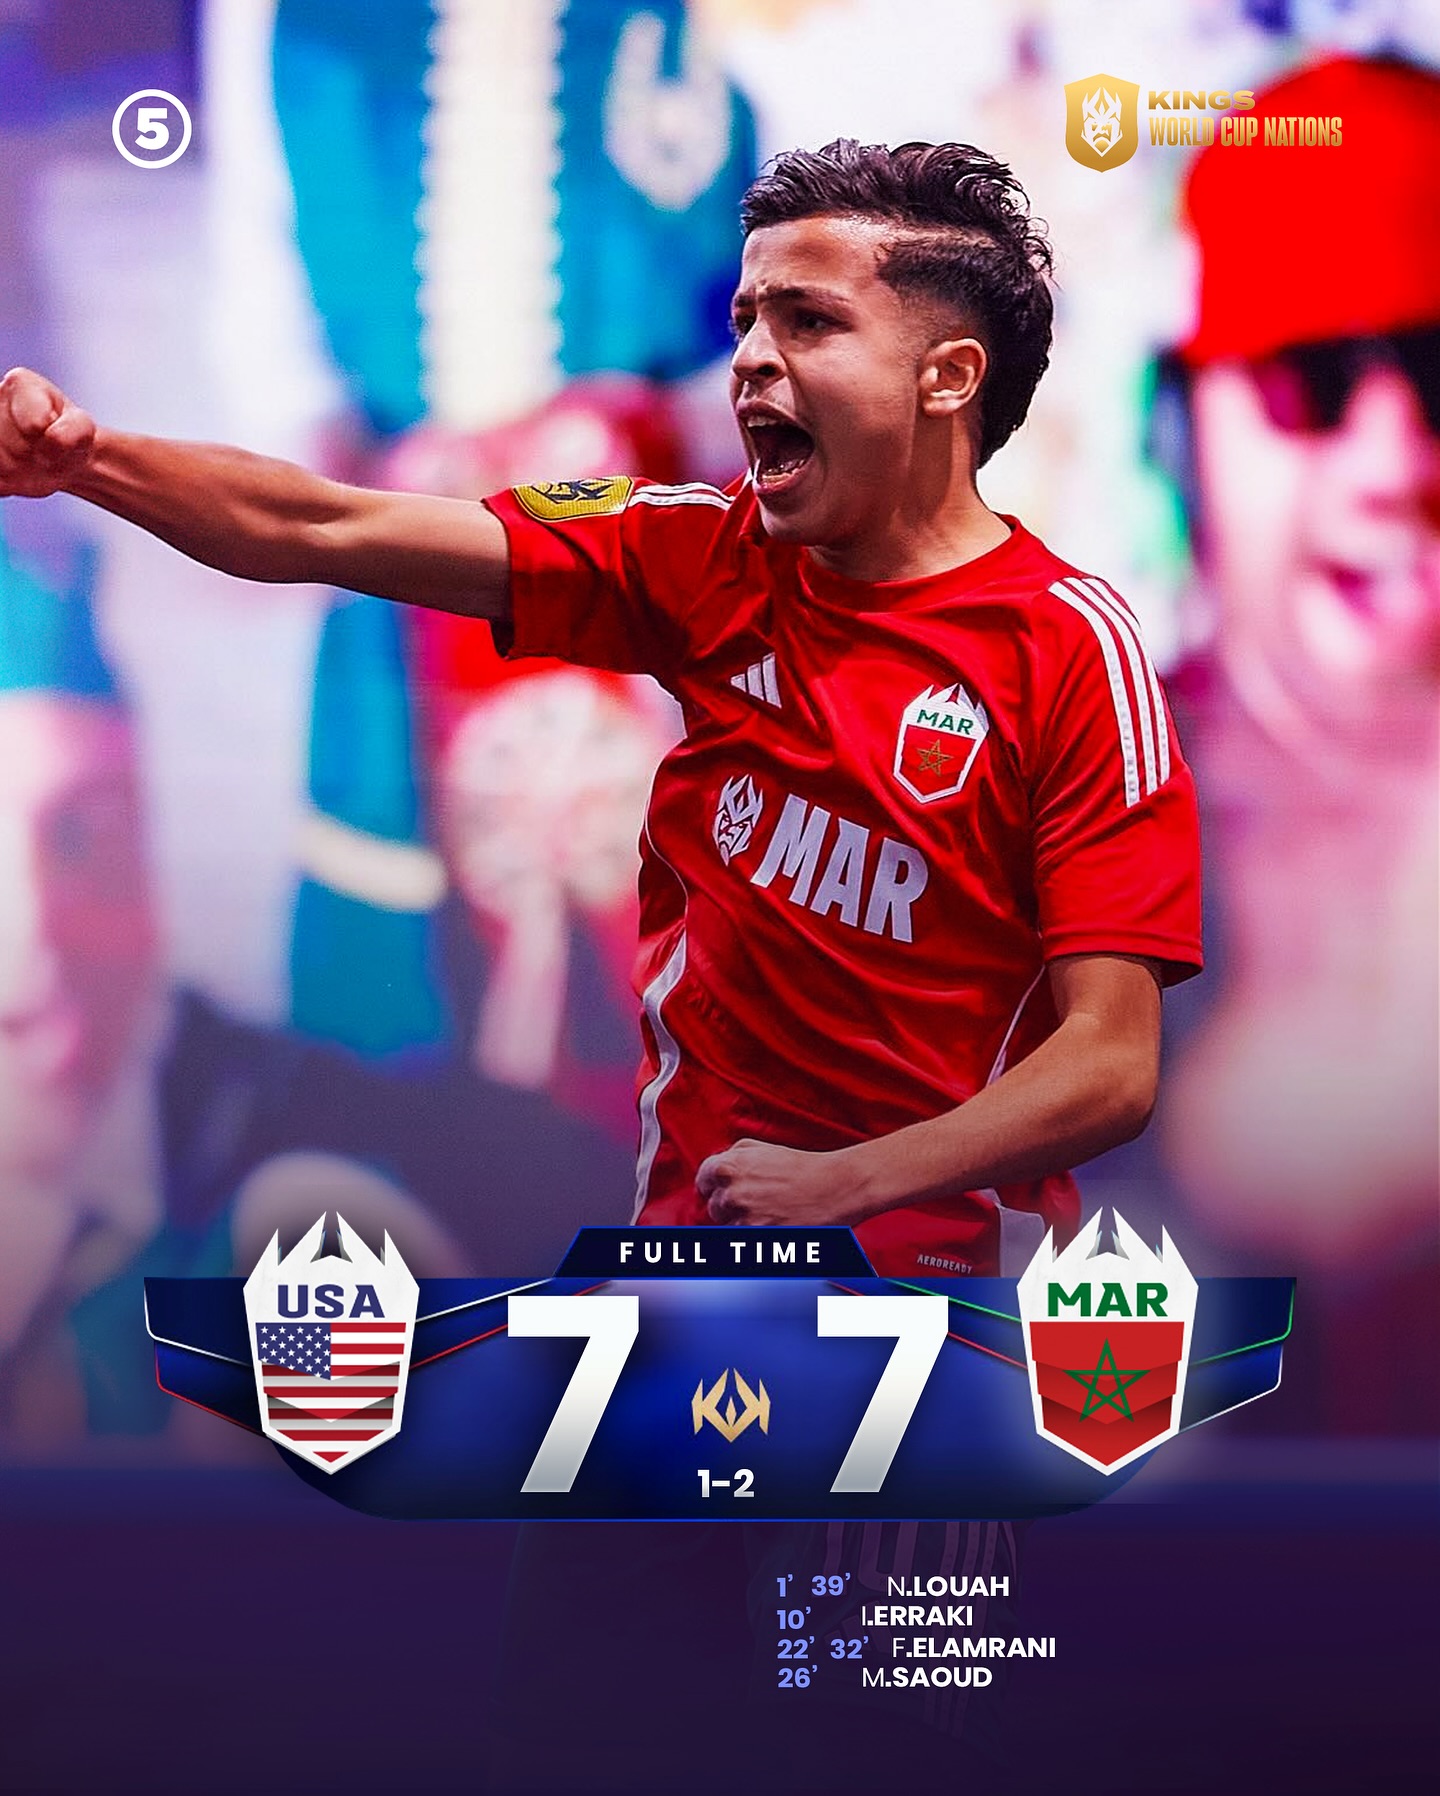 5
KINGS
WORLD CUP NATIONS
MAR
MAR
AEROREADY
FULL TIME
USA
7
7
MAR
1-2
1’ 39’ N.LOUAH
10’ I.ERRAKI
22’ 32’ F.ELAMRANI
26’ M.SAOUD